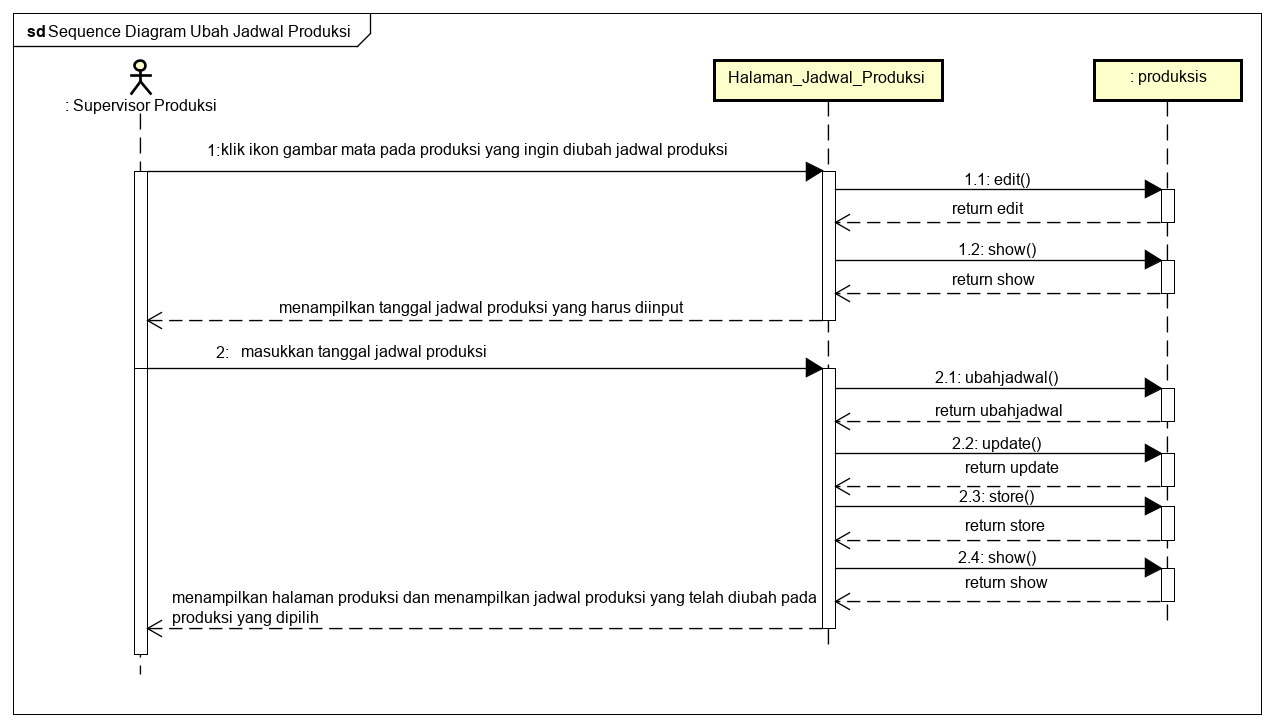 sd Sequence Diagram Ubah Jadwal Produksi
: Supervisor Produksi
Halaman_Jadwal_Produksi
: produksis
1:klik ikon gambar mata pada produksi yang ingin diubah jadwal produksi
1.1: edit()
return edit
1.2: show()
return show
menampilkan tanggal jadwal produksi yang harus diinput
2: masukkan tanggal jadwal produksi
2.1: ubahjadwal()
return ubahjadwal
2.2: update()
return update
2.3: store()
return store
2.4: show()
return show
menampilkan halaman produksi dan menampilkan jadwal produksi yang telah diubah pada
produksi yang dipilih